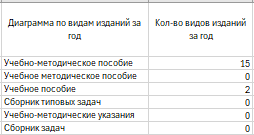 Диаграмма по видам изданий за год
Кол-во видов изданий за год
Учебно-методическое пособие 15
Учебное методическое пособие 0
Учебное пособие 2
Сборник типовых задач 0
Учебно-методические указания 0
Сборник задач 0